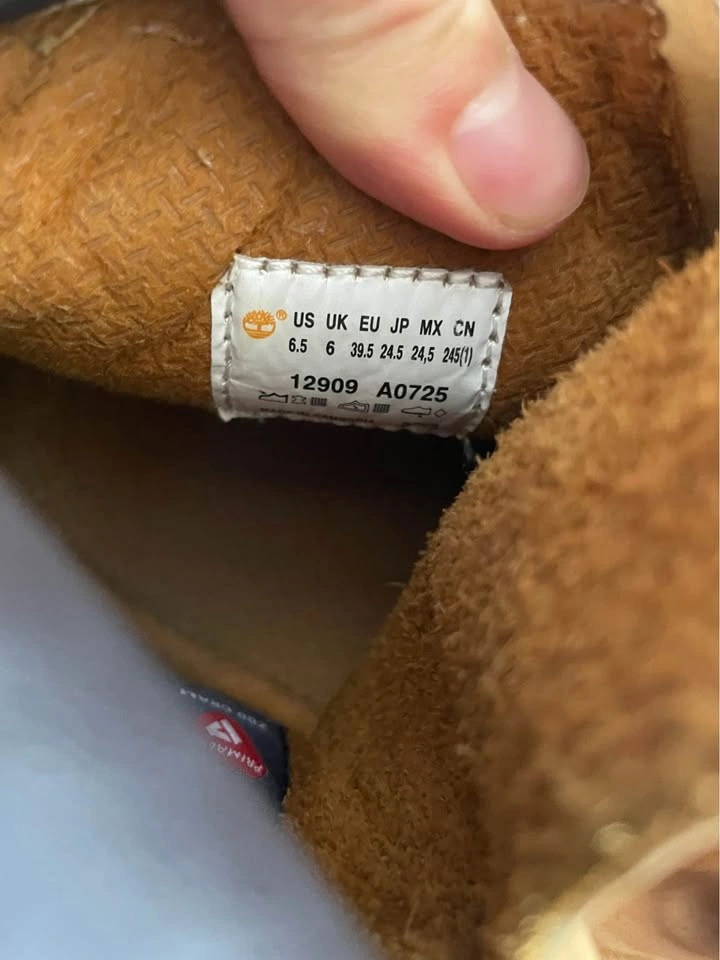 ® US UK EU JP MX CN
6.5 6 39.5 24.5 24,5 245(1)
12909 A0725
PRIMAL